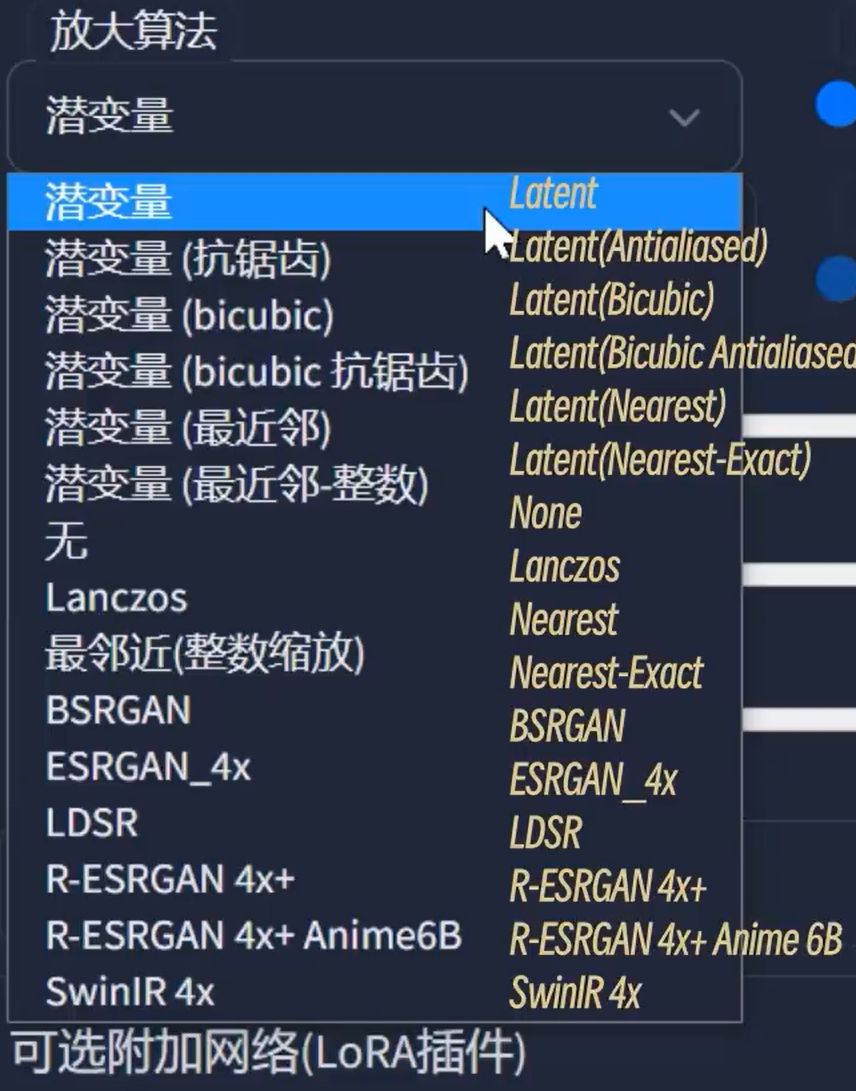 放大算法
潜变量
潜变量 Latent
潜变量 (抗锯齿) Latent(Antialiased)
潜变量 (bicubic) Latent(Bicubic)
潜变量 (bicubic 抗锯齿) Latent(Bicubic Antialiased
潜变量 (最近邻) Latent(Nearest)
潜变量 (最近邻-整数) Latent(Nearest-Exact)
无 None
Lanczos Lanczos
最邻近(整数缩放) Nearest
Nearest-Exact
BSRGAN BSRGAN
ESRGAN_4x ESRGAN_4x
LDSR LDSR
R-ESRGAN 4x+ R-ESRGAN 4x+
R-ESRGAN 4x+ Anime6B R-ESRGAN 4x+ Anime 6B
SwinIR 4x SwinIR 4x
可选附加网络(LoRA插件)